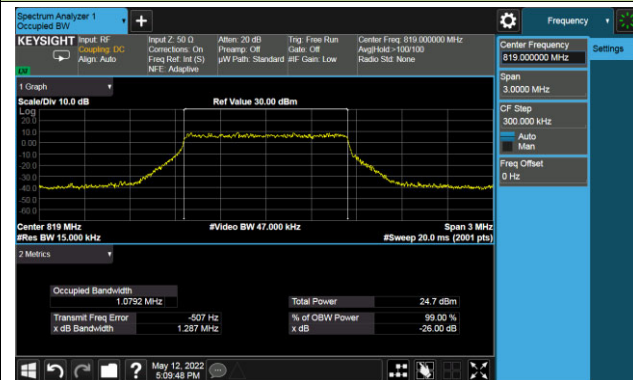 Spectrum Analyzer 1
Occupied BW
Frequency
KEYSIGHT
Input: RF
Coupling: DC
Align: Auto
Input Z: 50 Ω
Corrections: On
Freq Ref: Int (S)
NFE: Adaptive
Atten: 20 dB
Preamp: Off
µW Path: Standard
Trig: Free Run
Gate: Off
#IF Gain: Low
Center Freq: 819.000000 MHz
Avg|Hold:>100/100
Radio Std: None
Center Frequency
819.000000 MHz
Settings
Span
3.0000 MHz
CF Step
300.000 kHz
Auto
Man
Freq Offset
0 Hz
1 Graph
Scale/Div 10.0 dB
Ref Value 30.00 dBm
Log
20.0
10.0
0.00
-10.0
-20.0
-30.0
-40.0
-50.0
-60.0
Center 819 MHz
#Video BW 47.000 kHz
Span 3 MHz
#Res BW 15.000 kHz
#Sweep 20.0 ms (2001 pts)
2 Metrics
Occupied Bandwidth
1.0792 MHz
Total Power 24.7 dBm
Transmit Freq Error -507 Hz
% of OBW Power 99.00 %
x dB Bandwidth 1.287 MHz
x dB -26.00 dB
?
May 12, 2022
5:09:48 PM